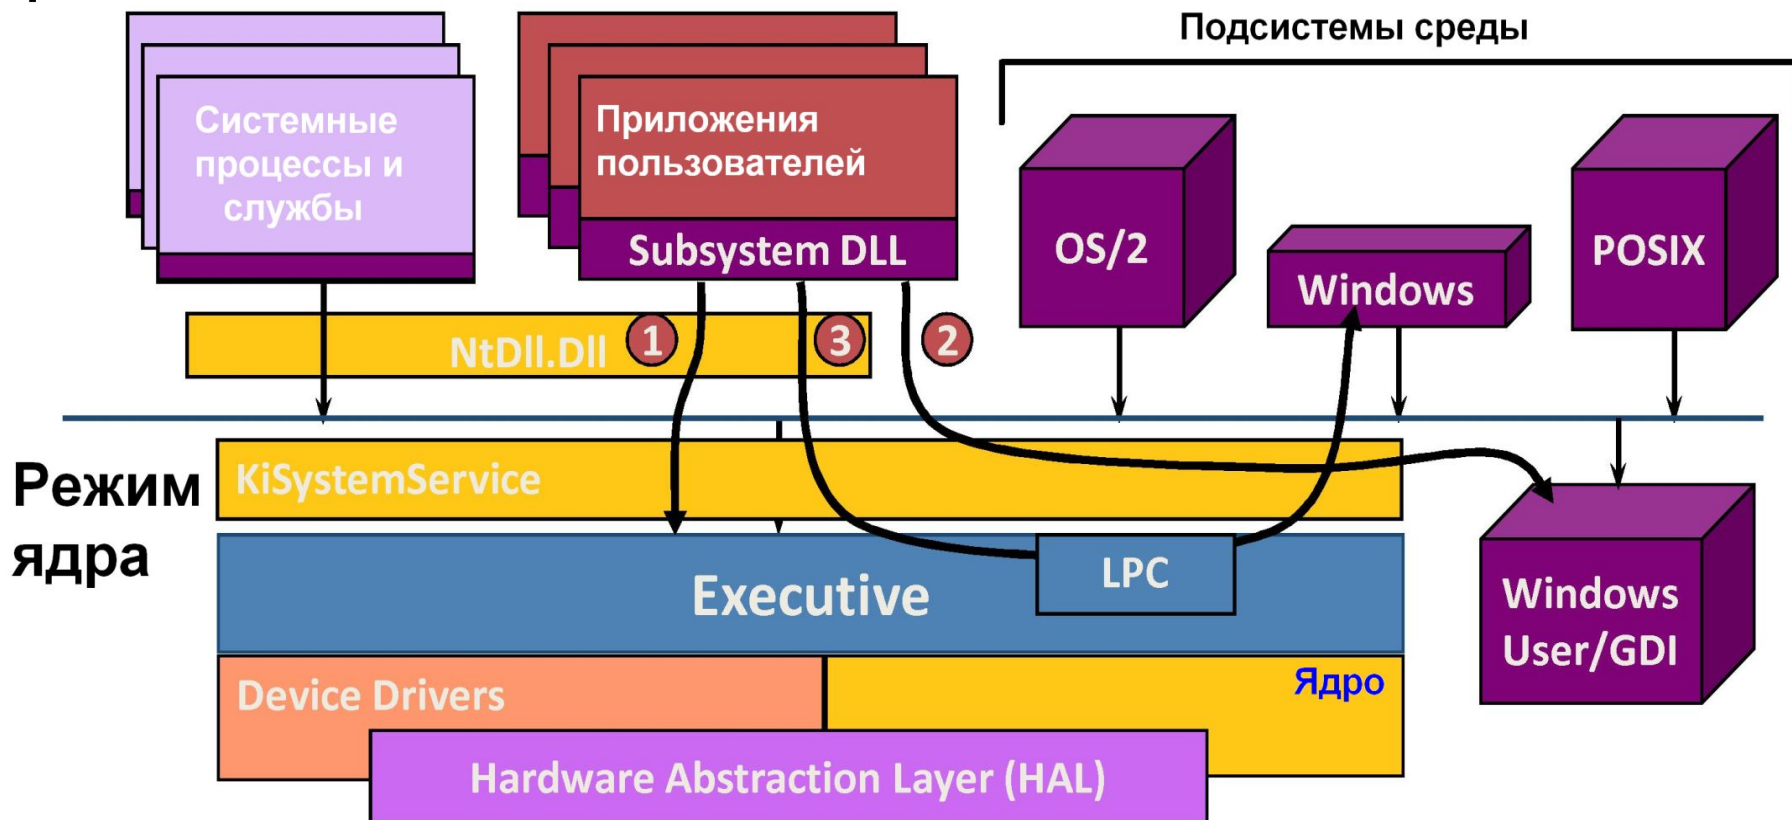 Подсистемы среды
Системные
процессы и
службы
Приложения
пользователей
Subsystem DLL
OS/2
Windows
POSIX
NtDll.Dll
1
3
2
Режим
ядра
KiSystemService
Executive
LPC
Windows
User/GDI
Device Drivers
Ядро
Hardware Abstraction Layer (HAL)